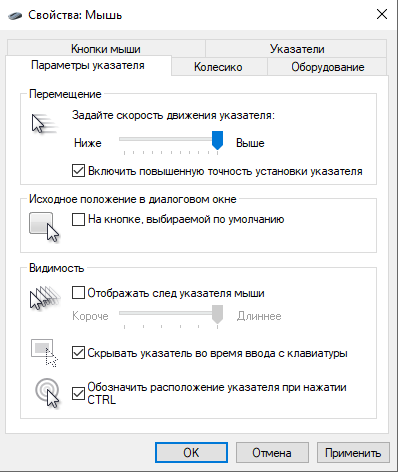 Свойства: Мышь
Кнопки мыши
Указатели
Параметры указателя
Колесико
Оборудование
Перемещение
Задайте скорость движения указателя:
Ниже
Выше
Включить повышенную точность установки указателя
Исходное положение в диалоговом окне
На кнопке, выбираемой по умолчанию
Видимость
Отображать след указателя мыши
Короче
Длиннее
Скрывать указатель во время ввода с клавиатуры
Обозначить расположение указателя при нажатии
CTRL
OK
Отмена
Применить